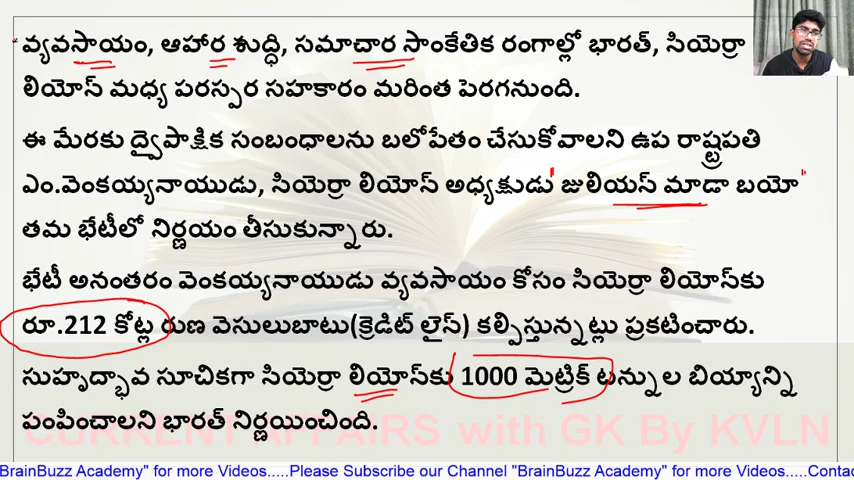 వ్యవసాయం, ఆహార శుద్ధి, సమాచార సాంకేతిక రంగాల్లో భారత్, సియెర్రా
లియోస్ మధ్య పరస్పర సహకారం మరింత పెరగనుంది.
ఈ మేరకు ద్వైపాక్షిక సంబంధాలను బలోపేతం చేసుకోవాలని ఉప రాష్ట్రపతి
ఎం.వెంకయ్యనాయుడు, సియెర్రా లియోస్ అధ్యక్షుడు జులియస్ మాడా బయో
తమ భేటీలో నిర్ణయం తీసుకున్నారు.
భేటీ అనంతరం వెంకయ్యనాయుడు వ్యవసాయం కోసం సియెర్రా లియోస్‌కు
రూ.212 కోట్ల రుణ వెసులుబాటు(క్రెడిట్ లైస్) కల్పిస్తున్నట్లు ప్రకటించారు.
సుహృద్భావ సూచికగా సియెర్రా లియోస్‌కు 1000 మెట్రిక్ టన్నుల బియ్యాన్ని
పంపించాలని భారత్ నిర్ణయించింది.
CURRENT AFFAIRS with GK By KVLN
BrainBuzz Academy" for more Videos.....Please Subscribe our Channel "BrainBuzz Academy" for more Videos.....Contac